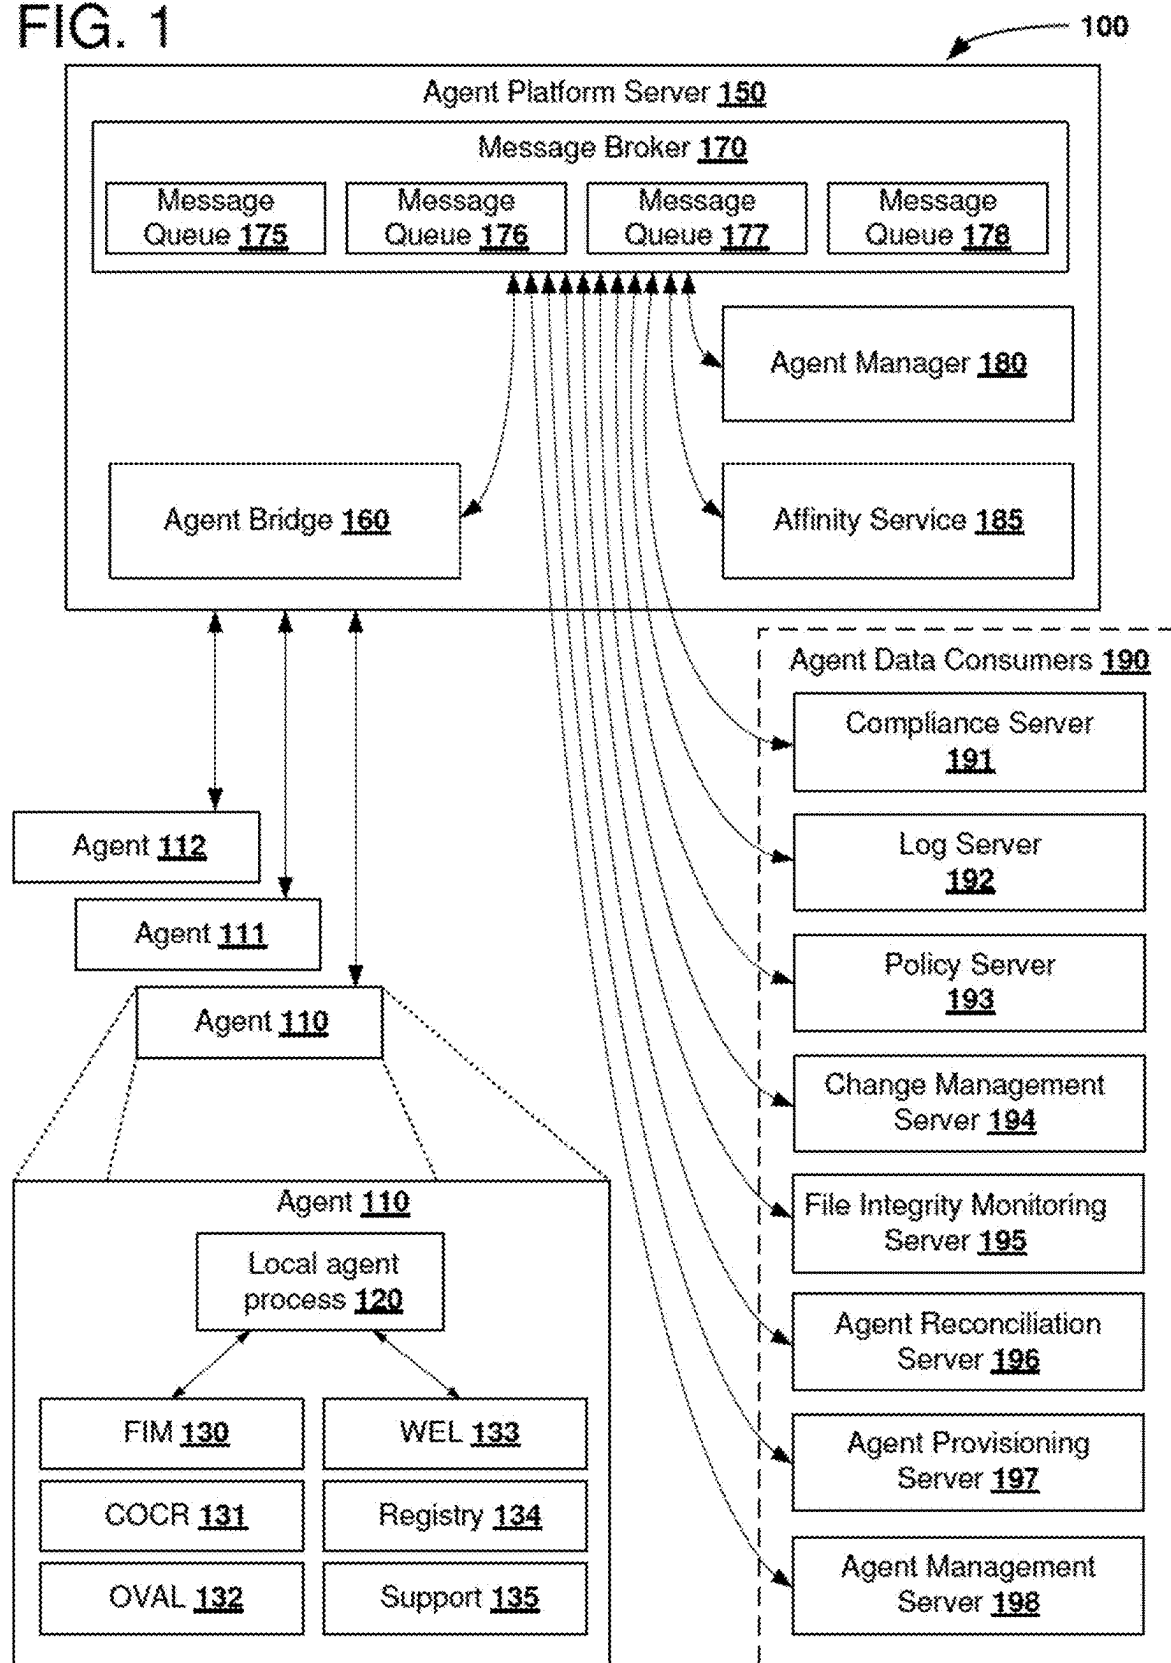 FIG. 1
100
Agent Platform Server 150
Message Broker 170
Message
Queue 175
Message
Queue 176
Message
Queue 177
Message
Queue 178
Agent Manager 180
Agent Bridge 160
Affinity Service 185
Agent Data Consumers 190
Compliance Server
191
Log Server
192
Policy Server
193
Change Management
Server 194
File Integrity Monitoring
Server 195
Agent Reconciliation
Server 196
Agent Provisioning
Server 197
Agent Management
Server 198
Agent 112
Agent 111
Agent 110
Agent 110
Local agent
process 120
FIM 130
WEL 133
COCR 131
Registry 134
OVAL 132
Support 135